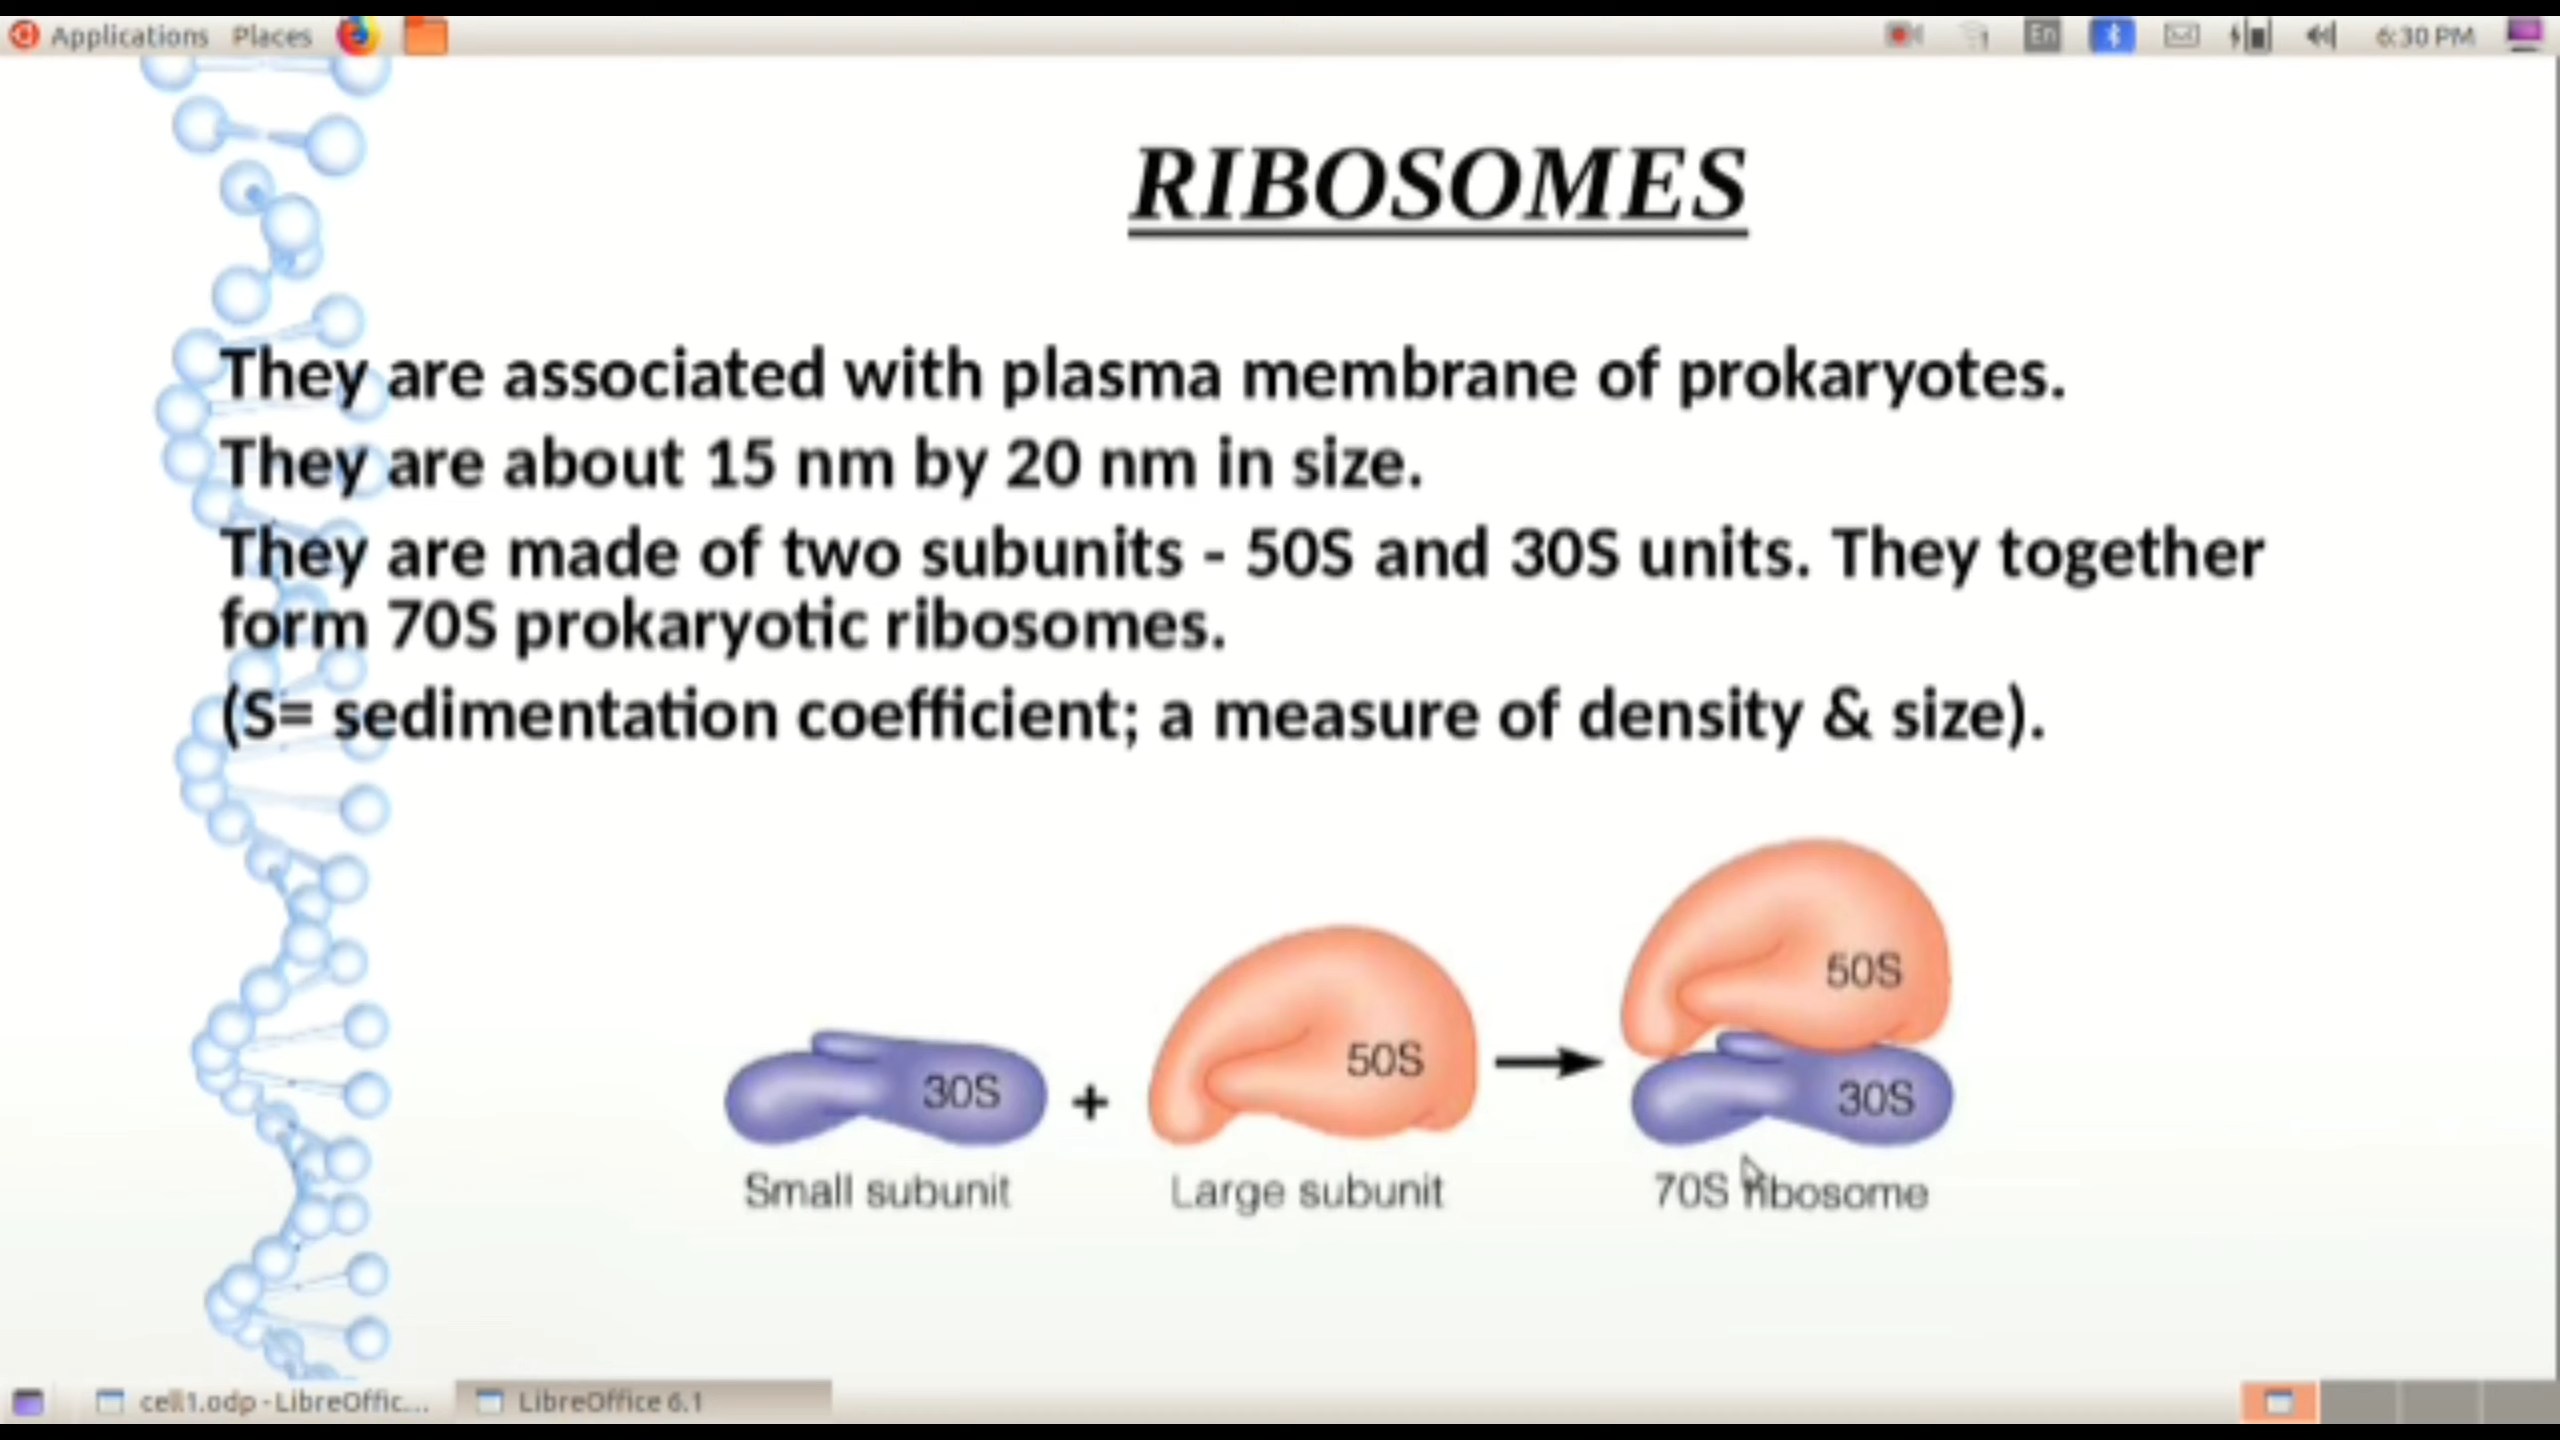 Applications Places En 6:30 PM
RIBOSOMES
They are associated with plasma membrane of prokaryotes.
They are about 15 nm by 20 nm in size.
They are made of two subunits - 50S and 30S units. They together
form 70S prokaryotic ribosomes.
(S= sedimentation coefficient; a measure of density & size).
30S + 50S 50S 30S
Small subunit Large subunit 70S ribosome
cell1.odp - LibreOffic... LibreOffice 6.1